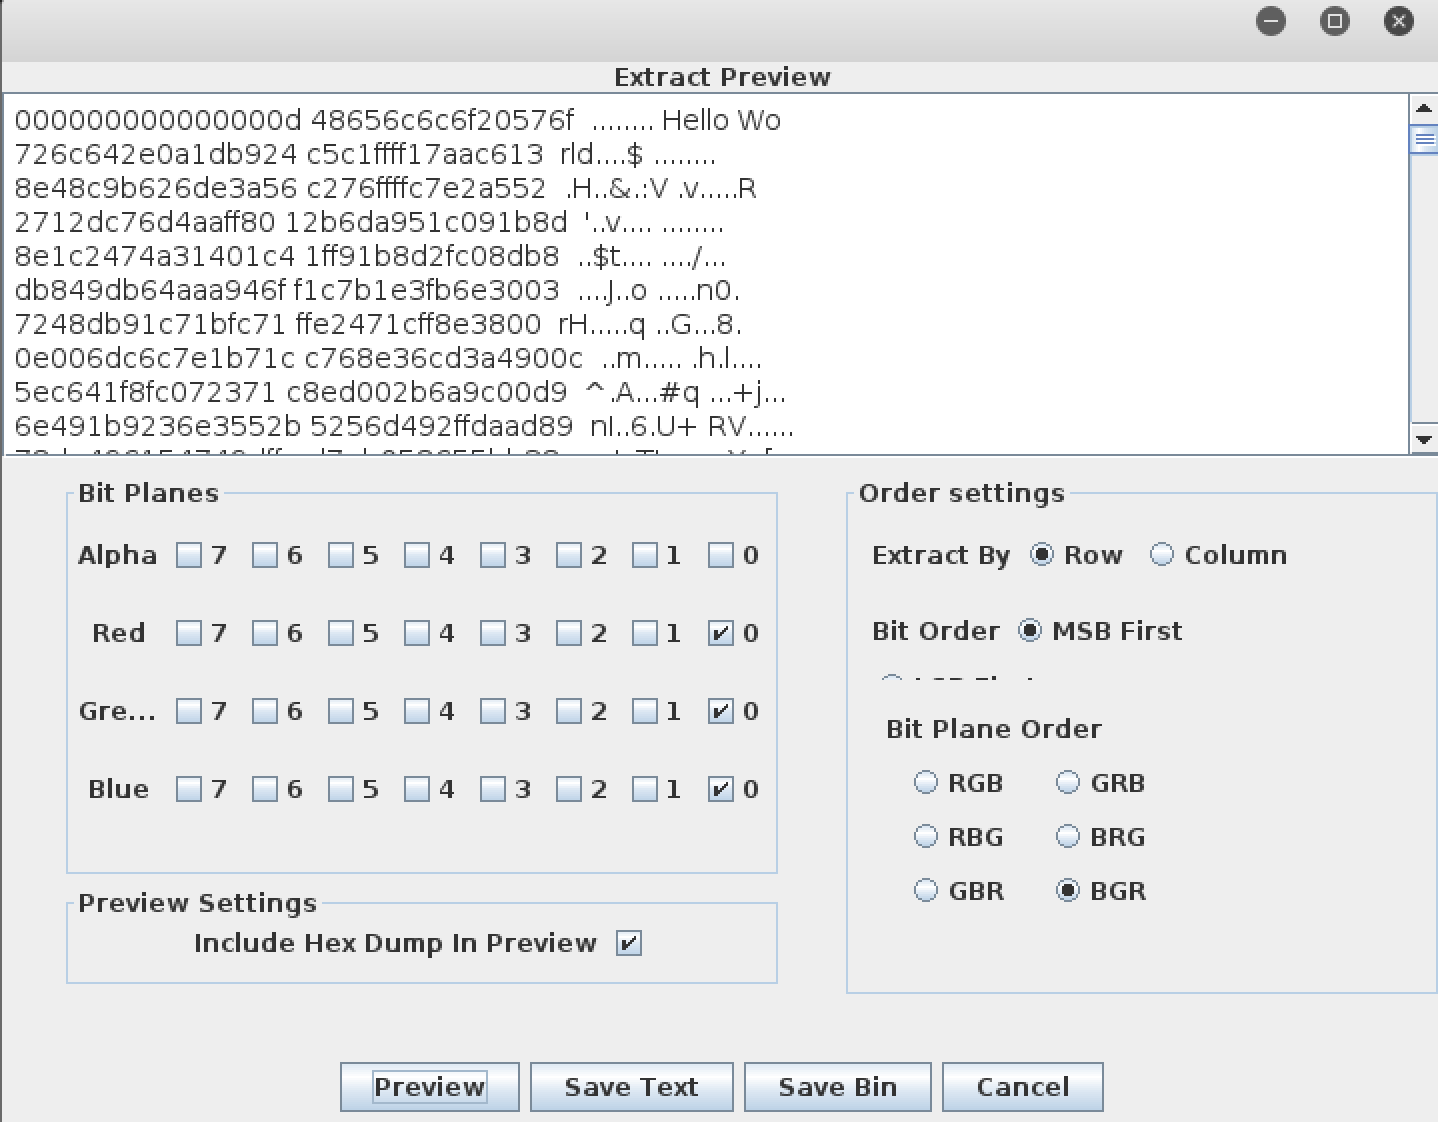 Extract Preview
000000000000000d 48656c6c6f20576f ........ Hello Wo
726c642e0a1db924 c5c1ffff17aac613 rld....$ ........
8e48c9b626de3a56 c276ffffc7e2a552 .H..&.:V .v.....R
2712dc76d4aaff80 12b6da951c091b8d '..v.... ........
8e1c2474a31401c4 1ff91b8d2fc08db8 ..$t.... ..../...
db849db64aaa946f f1c7b1e3fb6e3003 ....J..o .....n0.
7248db91c71bfc71 ffe2471cff8e3800 rH.....q ..G...8.
0e006dc6c7e1b71c c768e36cd3a4900c ..m..... .h.l....
5ec641f8fc072371 c8ed002b6a9c00d9 ^.A...#q ...+j...
6e491b9236e3552b 5256d492ffdaad89 nI..6.U+ RV......
Bit Planes
Alpha 7 6 5 4 3 2 1 0
Red 7 6 5 4 3 2 1 0
Gre... 7 6 5 4 3 2 1 0
Blue 7 6 5 4 3 2 1 0
Preview Settings
Include Hex Dump In Preview
Order settings
Extract By Row Column
Bit Order MSB First
Bit Plane Order
RGB GRB
RBG BRG
GBR BGR
Preview Save Text Save Bin Cancel